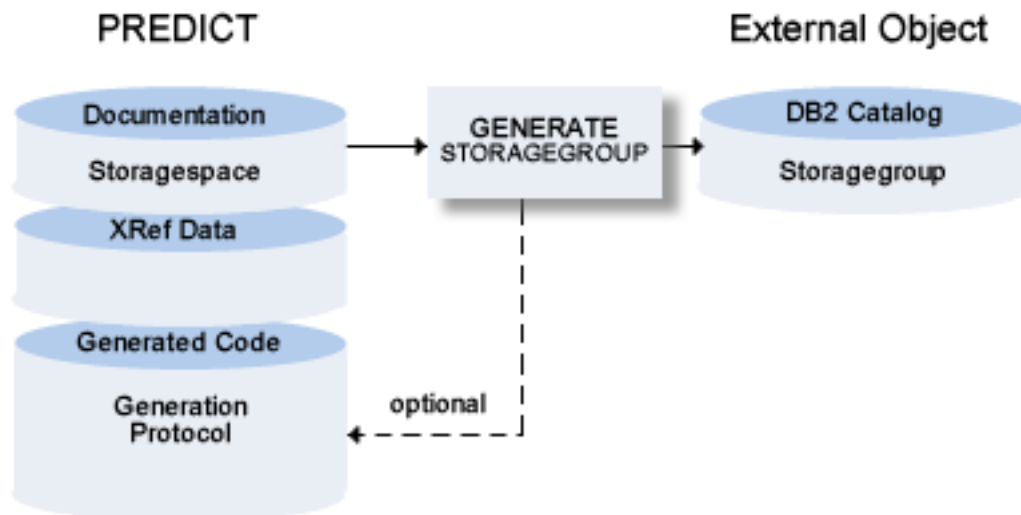 PREDICT
External Object
Documentation
Storagespace
XRef Data
Generated Code
Generation
Protocol
GENERATE
STORAGEGROUP
optional
DB2 Catalog
Storagegroup